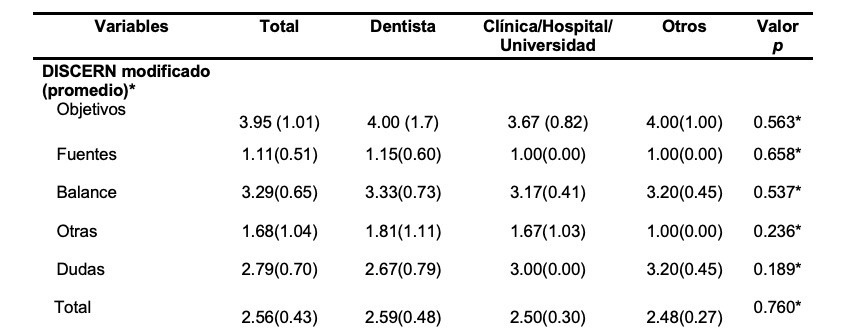 Variables Total Dentista Clínica/Hospital/ Otros Valor
Universidad p
DISCERN modificado
(promedio)*
Objetivos
3.95 (1.01) 4.00 (1.7) 3.67 (0.82) 4.00(1.00) 0.563*
Fuentes 1.11(0.51) 1.15(0.60) 1.00(0.00) 1.00(0.00) 0.658*
Balance 3.29(0.65) 3.33(0.73) 3.17(0.41) 3.20(0.45) 0.537*
Otras 1.68(1.04) 1.81(1.11) 1.67(1.03) 1.00(0.00) 0.236*
Dudas 2.79(0.70) 2.67(0.79) 3.00(0.00) 3.20(0.45) 0.189*
Total 0.760*
2.56(0.43) 2.59(0.48) 2.50(0.30) 2.48(0.27)